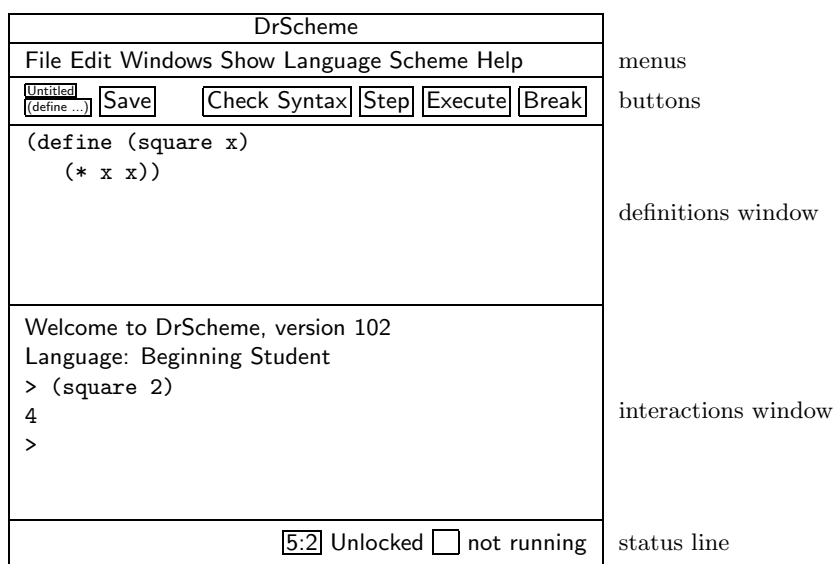 DrScheme
File Edit Windows Show Language Scheme Help
menus
Untitled
(define ...)
Save Check Syntax Step Execute Break
buttons
(define (square x)
(* x x))
definitions window
Welcome to DrScheme, version 102
Language: Beginning Student
> (square 2)
4
>
interactions window
5:2 Unlocked not running
status line